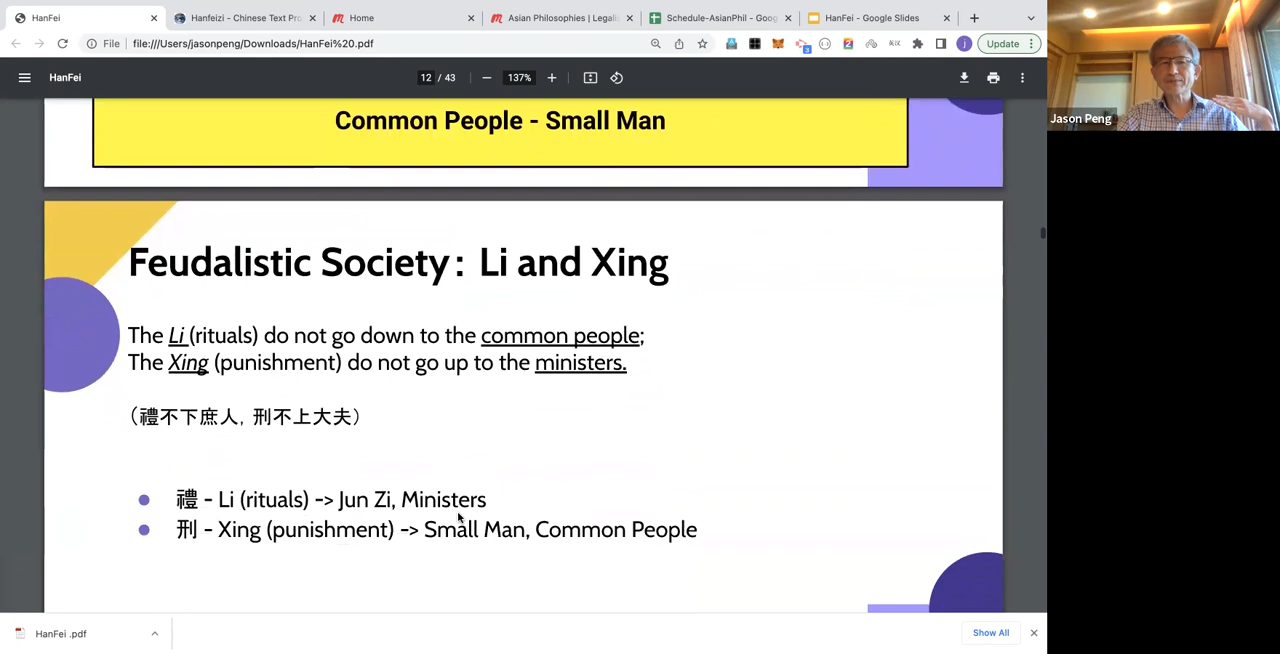 HanFei
Hanfeizi - Chinese Text Pro
Home
Asian Philosophies | Legali
Schedule-AsianPhil - Goog
HanFei - Google Slides
File
file:///Users/jasonpeng/Downloads/HanFei%20.pdf
Update
HanFei
12 / 43
137%
Common People - Small Man
Feudalistic Society: Li and Xing
The Li (rituals) do not go down to the common people;
The Xing (punishment) do not go up to the ministers.
(禮不下庶人, 刑不上大夫)
禮 - Li (rituals) -> Jun Zi, Ministers
刑 - Xing (punishment) -> Small Man, Common People
HanFei .pdf
Show All
Jason Peng